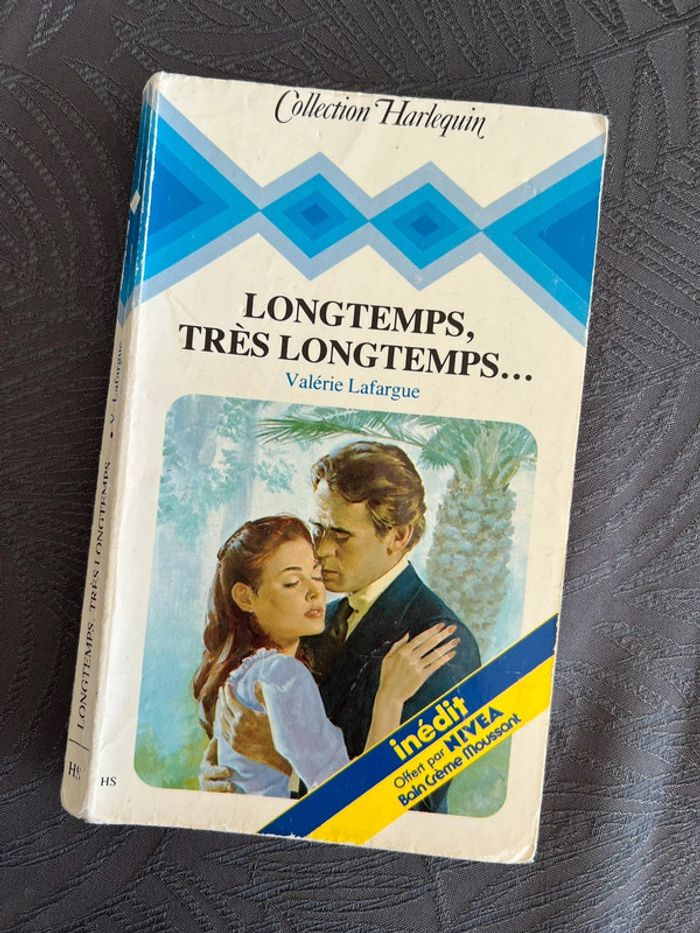 Collection Harlequin
LONGTEMPS,
TRÈS LONGTEMPS...
Valérie Lafargue
inédit
Offert par NIVEA
Bain Crème Moussant
HS
LONGTEMPS, TRÈS LONGTEMPS • V. Lafargue
HS